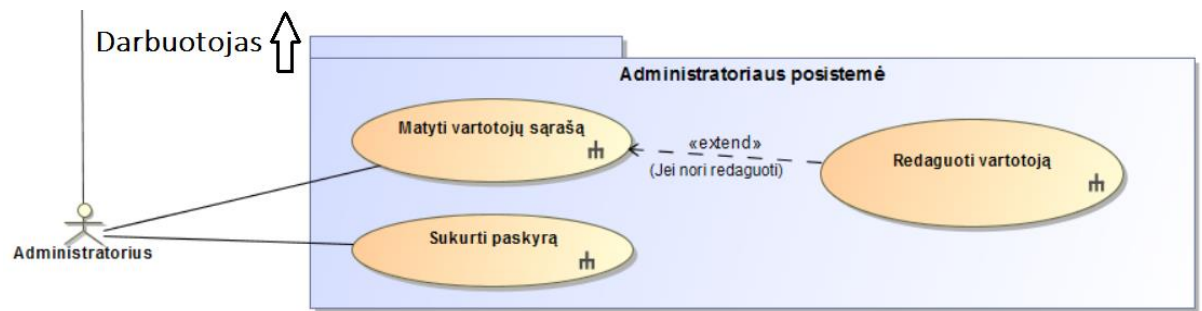 Darbuotojas
Administratoriaus posistemė
Matyti vartotojų sąrašą
«extend»
(Jei nori redaguoti)
Redaguoti vartotoją
Sukurti paskyrą
Administratorius